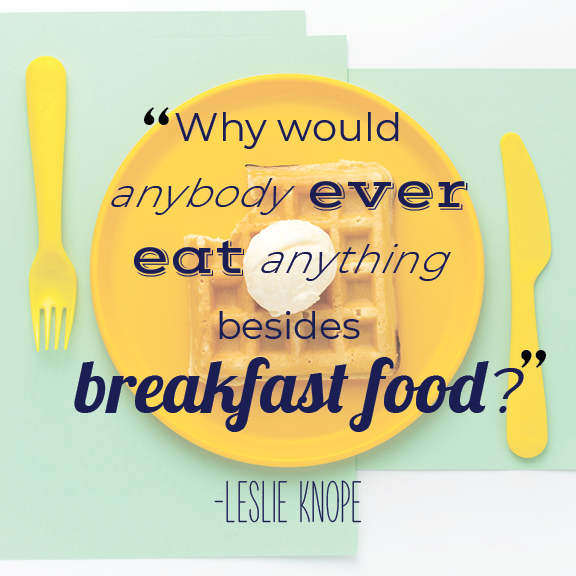 “Why would
anybody ever
eat anything
besides
breakfast food?”
-LESLIE KNOPE